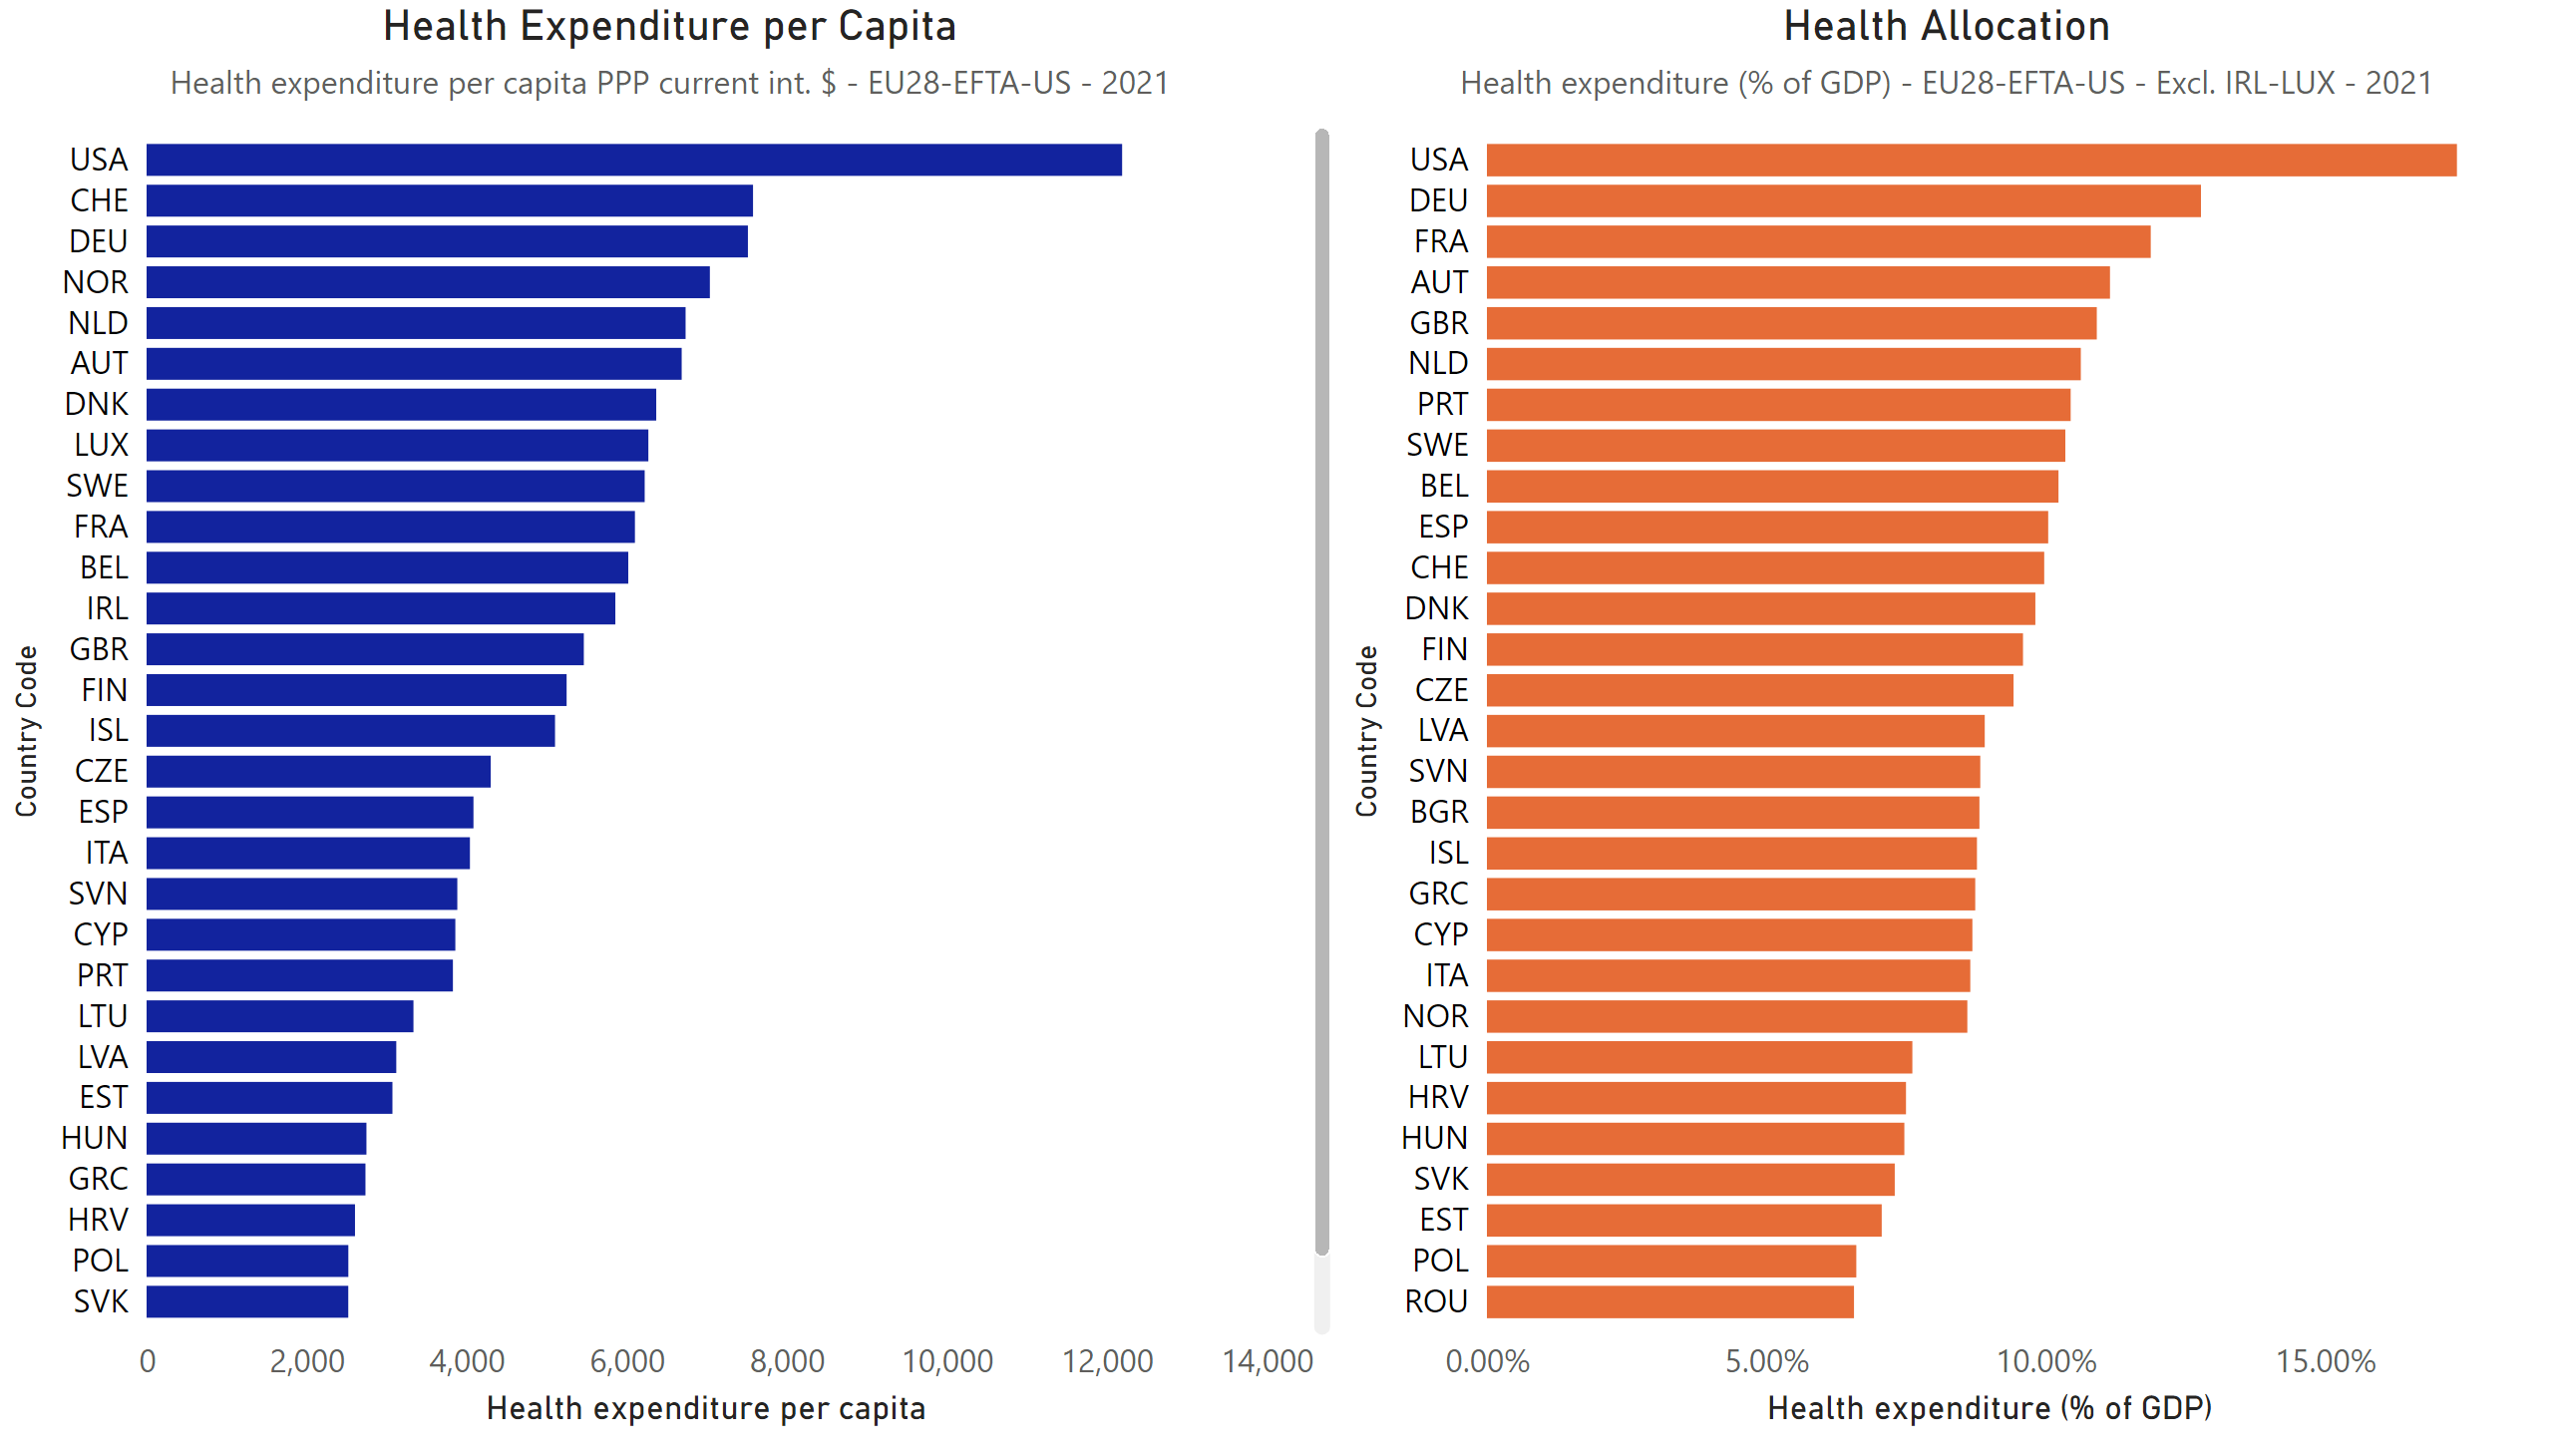 Health Expenditure per Capita
Health expenditure per capita PPP current int. $ - EU28-EFTA-US - 2021
Country Code
USA
CHE
DEU
NOR
NLD
AUT
DNK
LUX
SWE
FRA
BEL
IRL
GBR
FIN
ISL
CZE
ESP
ITA
SVN
CYP
PRT
LTU
LVA
EST
HUN
GRC
HRV
POL
SVK
0 2,000 4,000 6,000 8,000 10,000 12,000 14,000
Health expenditure per capita
Health Allocation
Health expenditure (% of GDP) - EU28-EFTA-US - Excl. IRL-LUX - 2021
Country Code
USA
DEU
FRA
AUT
GBR
NLD
PRT
SWE
BEL
ESP
CHE
DNK
FIN
CZE
LVA
SVN
BGR
ISL
GRC
CYP
ITA
NOR
LTU
HRV
HUN
SVK
EST
POL
ROU
0.00% 5.00% 10.00% 15.00%
Health expenditure (% of GDP)